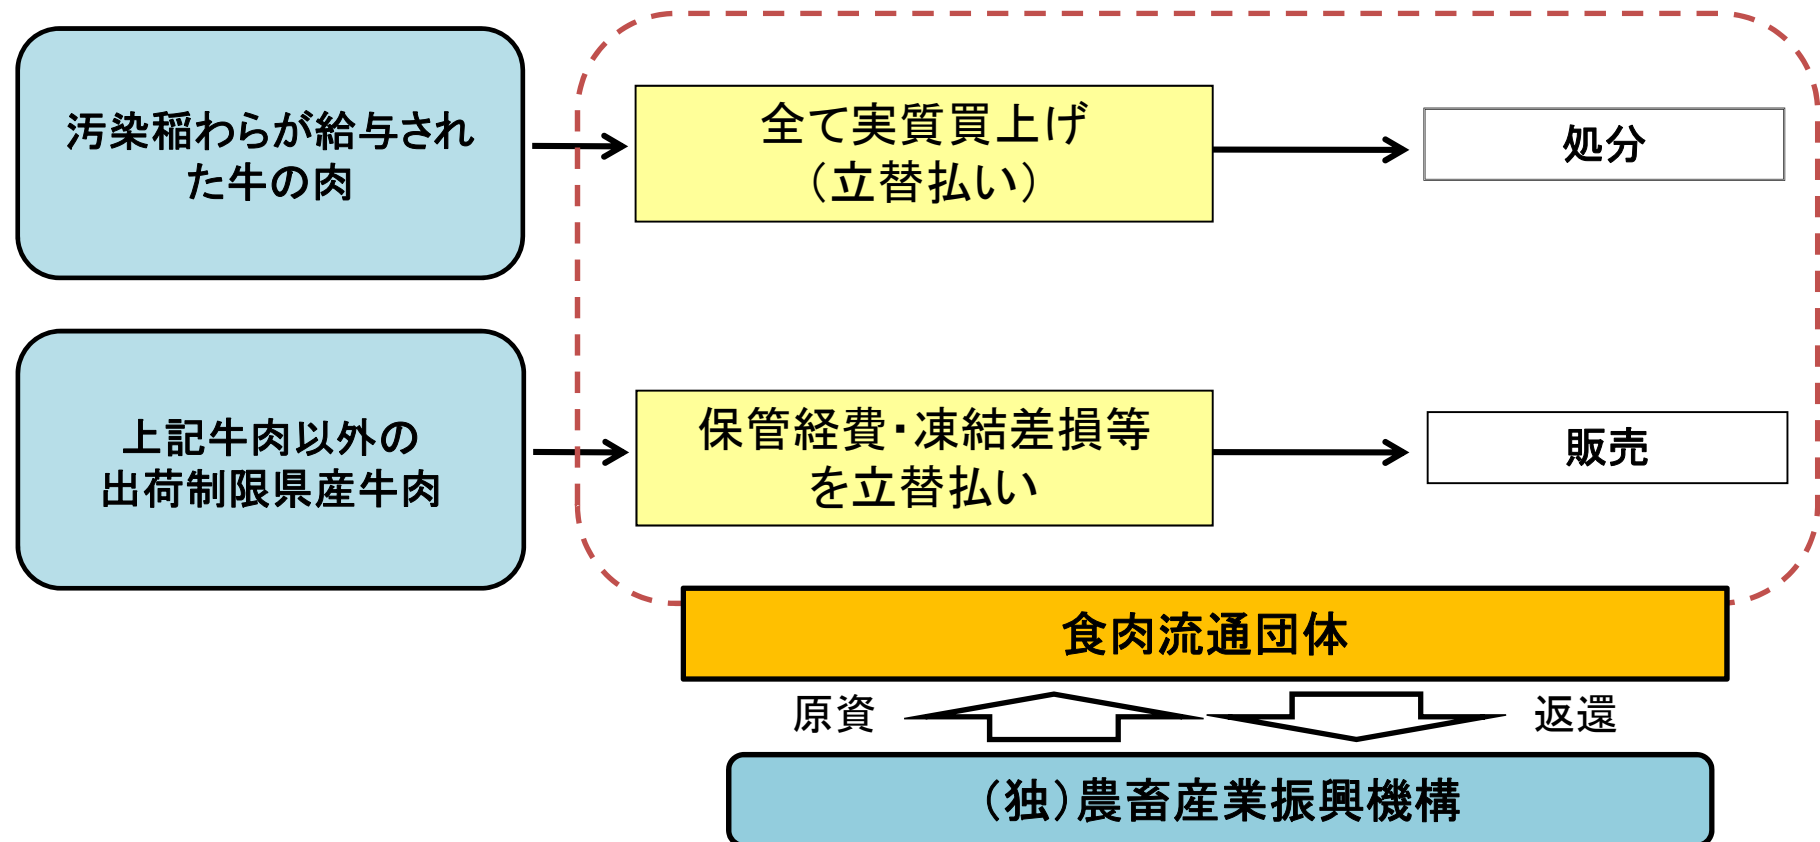 汚染稲わらが給与され
た牛の肉
全て実質買上げ
（立替払い）
処分
上記牛肉以外の
出荷制限県産牛肉
保管経費・凍結差損等
を立替払い
販売
食肉流通団体
原資
返還
（独）農畜産業振興機構